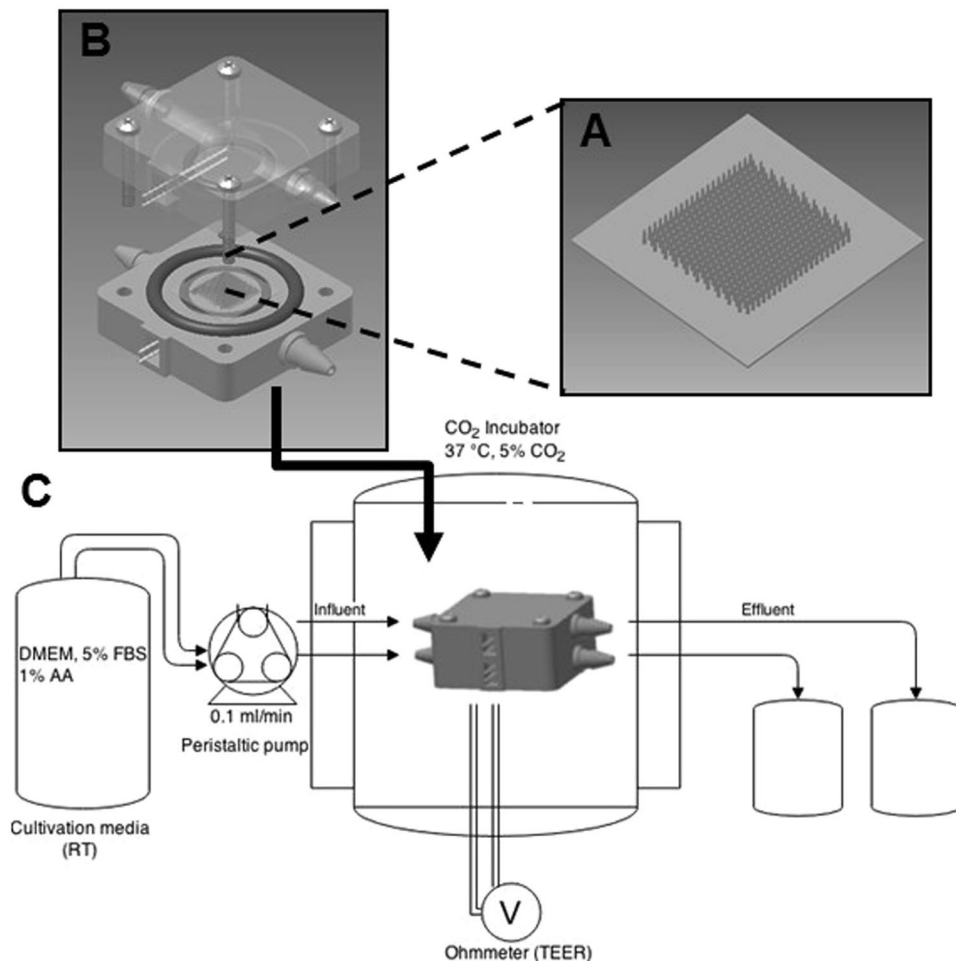 B
A
C
CO₂ Incubator
37 °C, 5% CO₂
DMEM, 5% FBS
1% AA
Influent
Effluent
0.1 ml/min
Peristaltic pump
Cultivation media
(RT)
V
Ohmmeter (TEER)